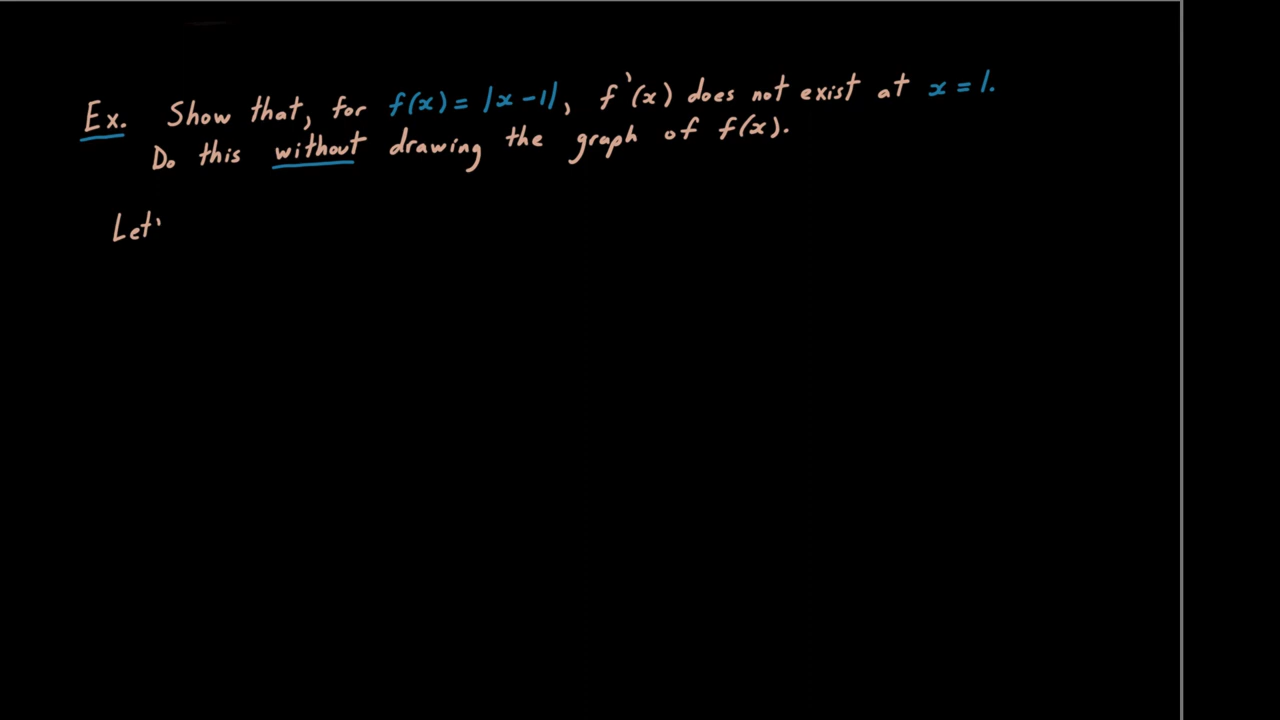 Ex. Show that, for f(x) = |x - 1|, f'(x) does not exist at x = 1.
Do this without drawing the graph of f(x).
Let'